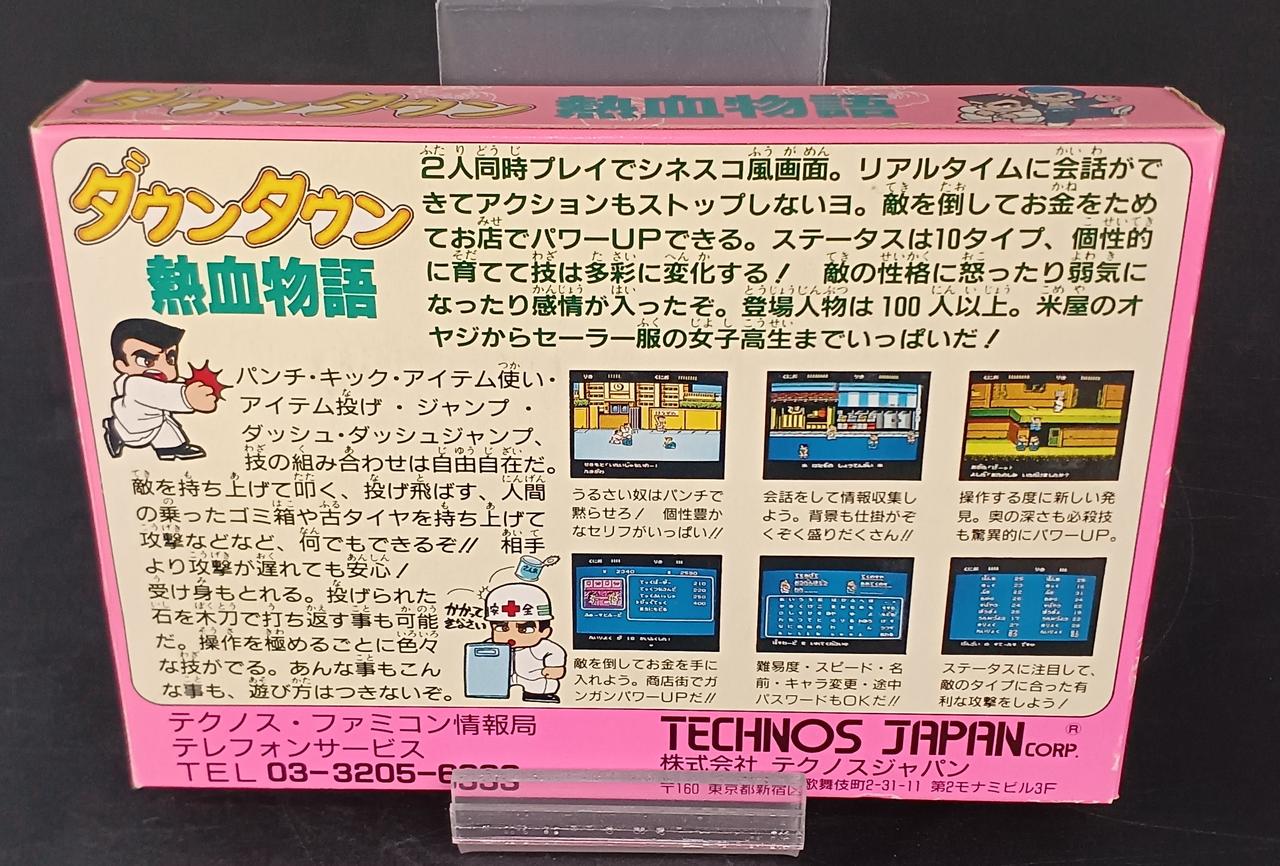 ダウンタウン 熱血物語
ダウンタウン
熱血物語
2人同時プレイでシネスコ風画面。リアルタイムに会話がで
きてアクションもストップしないヨ。敵を倒してお金をため
てお店でパワーUPできる。ステータスは10タイプ、個性的
に育てて技は多彩に変化する! 敵の性格に怒ったり弱気に
なったり感情が入ったぞ。登場人物は100人以上。米屋のオ
ヤジからセーラー服の女子高生までいっぱいだ!
パンチ・キック・アイテム使い・
アイテム投げ・ジャンプ・
ダッシュ・ダッシュジャンプ、
技の組み合わせは自由自在だ。
敵を持ち上げて叩く、投げ飛ばす、人間
の乗ったゴミ箱や古タイヤを持ち上げて
攻撃などなど、何でもできるぞ!! 相手
より攻撃が遅れても安心!
受け身もとれる。投げられた
石を木刀で打ち返す事も可能
だ。操作を極めるごとに色々
な技がでる。あんな事もこん
な事も、遊び方はつきないぞ。
かかって
きなさい
安全
うるさい奴はパンチで
黙らせろ! 個性豊か
なセリフがいっぱい!!
会話をして情報収集し
よう。背景も仕掛がぞ
くぞく盛りだくさん!!
操作する度に新しい発
見。奥の深さも必殺技
も驚異的にパワーUP。
敵を倒してお金を手に
入れよう。商店街でガ
ンガンパワーUPだ!!
難易度・スピード・名
前・キャラ変更・途中
パスワードもOKだ!!
ステータスに注目して、
敵のタイプに合った有
利な攻撃をしよう!
テクノス・ファミコン情報局
テレフォンサービス
TEL 03-3205-6
TECHNOS JAPAN CORP. ®
株式会社 テクノスジャパン
〒160 東京都新宿区歌舞伎町2-31-11 第2モナミビル3F